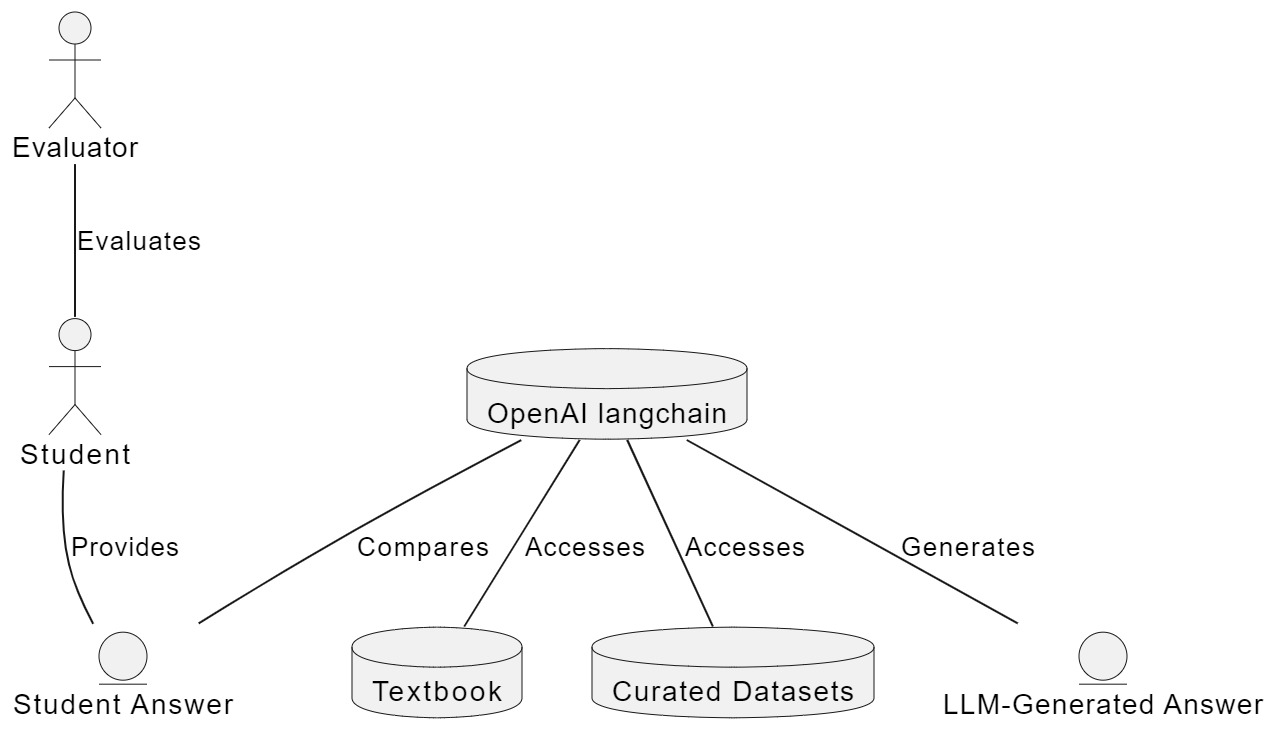 Evaluator
Evaluates
OpenAI langchain
Student
Provides
Compares
Accesses
Accesses
Generates
Student Answer
Textbook
Curated Datasets
LLM-Generated Answer